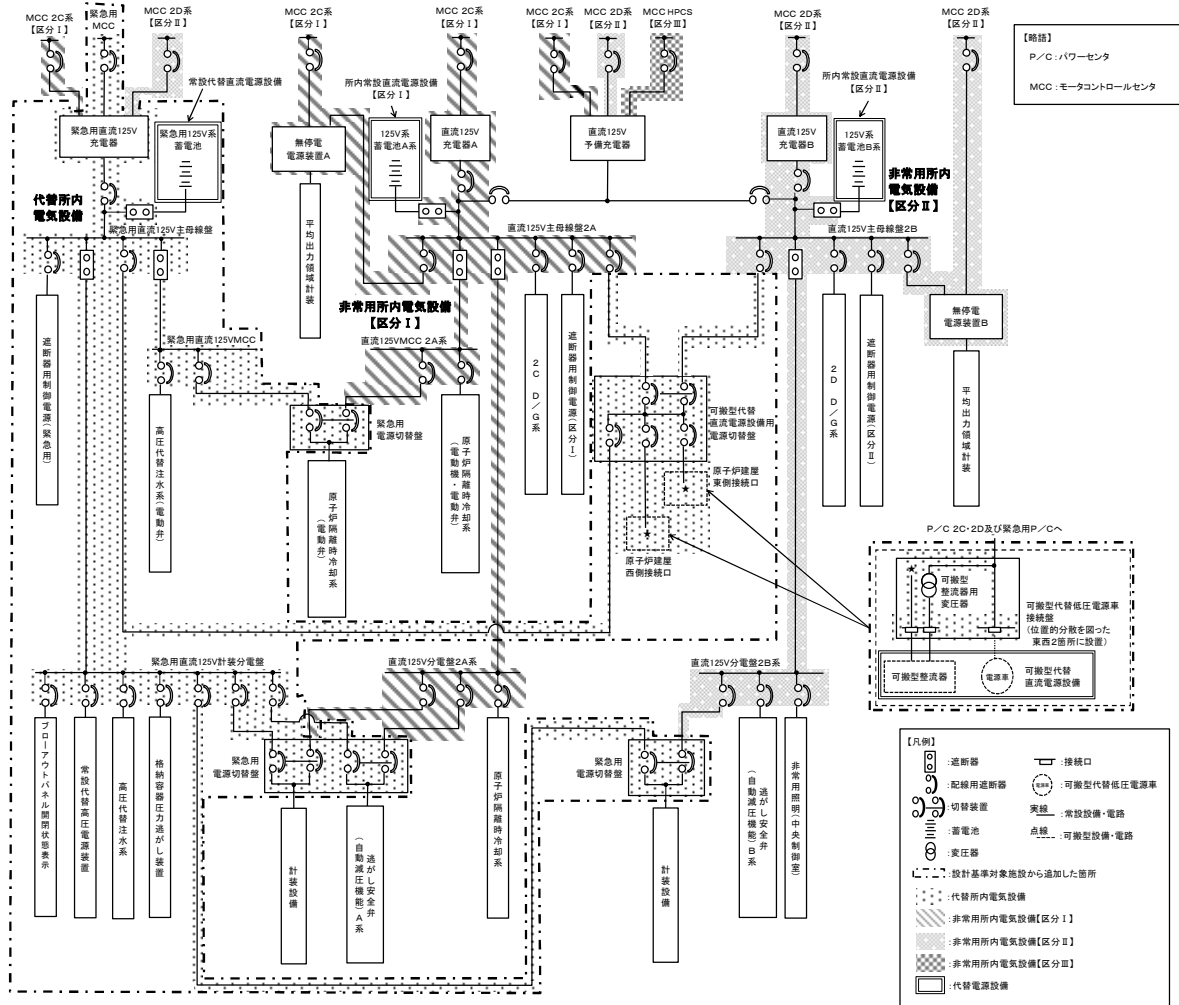 MCC 2C系
【区分Ⅰ】
緊急用
MCC
MCC 2D系
【区分Ⅱ】
MCC 2C系
【区分Ⅰ】
MCC 2C系
【区分Ⅰ】
MCC 2C系
【区分Ⅰ】
MCC 2D系
【区分Ⅱ】
MCC HPCS
【区分Ⅲ】
MCC 2D系
【区分Ⅱ】
MCC 2D系
【区分Ⅱ】
【略語】
P/C:パワーセンタ
MCC:モータコントロールセンタ
常設代替直流電源設備
所内常設直流電源設備
【区分Ⅰ】
所内常設直流電源設備
【区分Ⅱ】
緊急用直流125V
充電器
緊急用125V系
蓄電池
無停電
電源装置A
125V系
蓄電池A系
直流125V
充電器A
直流125V
予備充電器
直流125V
充電器B
125V系
蓄電池B系
代替所内
電気設備
非常用所内
電気設備
【区分Ⅱ】
緊急用直流125V主母線盤
直流125V主母線盤2A
直流125V主母線盤2B
平均出力領域計装
非常用所内電気設備
【区分Ⅰ】
無停電
電源装置B
遮断器用制御電源(緊急用)
緊急用直流125VMCC
直流125VMCC 2A系
2C D/G系
遮断器用制御電源(区分Ⅰ)
可搬型代替
直流電源設備用
電源切替盤
2D D/G系
遮断器用制御電源(区分Ⅱ)
平均出力領域計装
高圧代替注水系(電動弁)
緊急用
電源切替盤
原子炉隔離時冷却系
(電動弁)
原子炉隔離時冷却系
(電動機・電動弁)
原子炉建屋
東側接続口
原子炉建屋
西側接続口
P/C 2C・2D及び緊急用P/Cへ
可搬型
整流器用
変圧器
可搬型代替低圧電源車
接続盤
(位置的分散を図った
東西2箇所に設置)
可搬型整流器
電源車
可搬型代替
直流電源設備
緊急用直流125V計装分電盤
直流125V分電盤2A系
直流125V分電盤2B系
緊急用
電源切替盤
緊急用
電源切替盤
ブローアウトパネル開閉状態表示
常設代替高圧電源装置
高圧代替注水系
格納容器圧力逃がし装置
計装設備
逃がし安全弁
(自動減圧機能)A系
原子炉隔離時冷却系
計装設備
逃がし安全弁
(自動減圧機能)B系
非常用照明(中央制御室)
【凡例】
:遮断器
:接続口
:配線用遮断器
電源車
:可搬型代替低圧電源車
:切替装置
実線
:常設設備・電路
:蓄電池
点線
:可搬型設備・電路
:変圧器
:設計基準対象施設から追加した箇所
:代替所内電気設備
:非常用所内電気設備【区分Ⅰ】
:非常用所内電気設備【区分Ⅱ】
:非常用所内電気設備【区分Ⅲ】
:代替電源設備